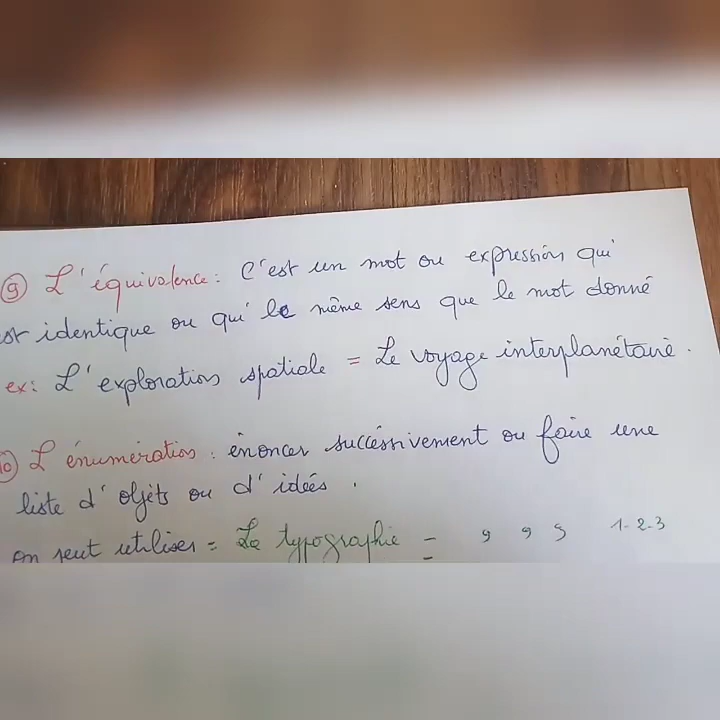 ⑨ L'équivalence : C'est un mot ou expression qui
est identique ou qui le même sens que le mot donné
ex : L'exploration spatiale = Le voyage interplanétaire .
⑩ L'énumération : énoncer successivement ou faire une
liste d'objets ou d'idées .
on peut utiliser = La typographie = , , , 1-2-3